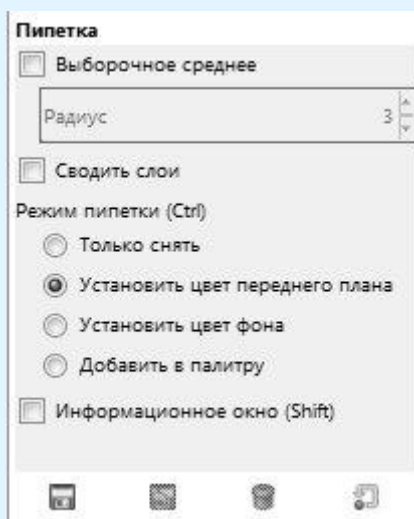 Пипетка
Выборочное среднее
Радиус 3
Сводить слои
Режим пипетки (Ctrl)
Только снять
Установить цвет переднего плана
Установить цвет фона
Добавить в палитру
Информационное окно (Shift)